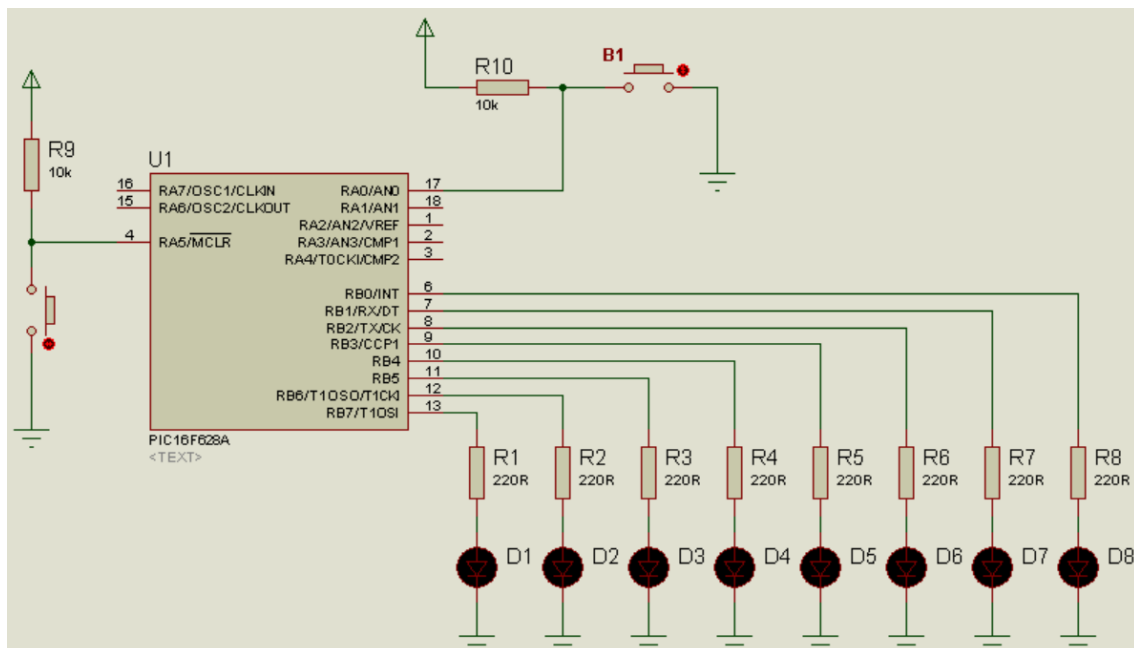 R10
10k
B1
R9
10k
U1
16 RA7/OSC1/CLKIN
15 RA6/OSC2/CLKOUT
4 RA5/MCLR
RA0/AN0 17
RA1/AN1 18
RA2/AN2/VREF 1
RA3/AN3/CMP1 2
RA4/T0CKI/CMP2 3
RB0/INT 6
RB1/RX/DT 7
RB2/TX/CK 8
RB3/CCP1 9
RB4 10
RB5 11
RB6/T1OSO/T1CKI 12
RB7/T1OSI 13
PIC16F628A
<TEXT>
R1 R2 R3 R4 R5 R6 R7 R8
220R 220R 220R 220R 220R 220R 220R 220R
D1 D2 D3 D4 D5 D6 D7 D8